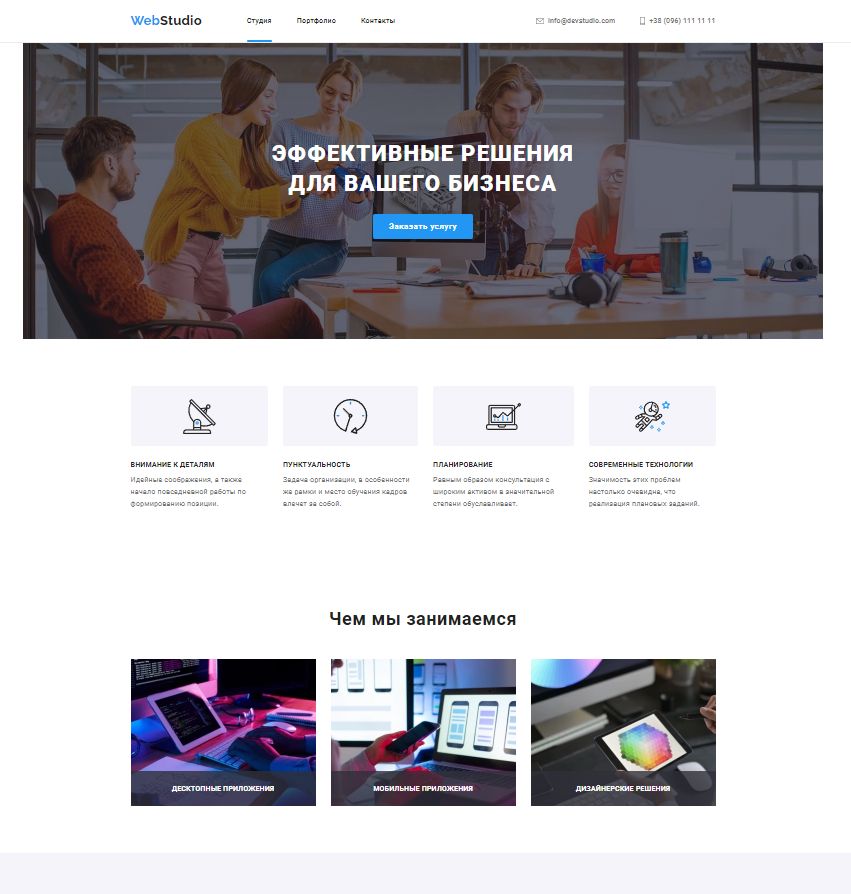 WebStudio
Студия
Портфолио
Контакты
info@devstudio.com
+38 (096) 111 11 11
ЭФФЕКТИВНЫЕ РЕШЕНИЯ
ДЛЯ ВАШЕГО БИЗНЕСА
Заказать услугу
ВНИМАНИЕ К ДЕТАЛЯМ
Идейные соображения, а также
начало повседневной работы по
формированию позиции.
ПУНКТУАЛЬНОСТЬ
Задача организации, в особенности
же рамки и место обучения кадров
влечет за собой.
ПЛАНИРОВАНИЕ
Равным образом консультация с
широким активом в значительной
степени обуславливает.
СОВРЕМЕННЫЕ ТЕХНОЛОГИИ
Значимость этих проблем
настолько очевидна, что
реализация плановых заданий.
Чем мы занимаемся
ДЕСКТОПНЫЕ ПРИЛОЖЕНИЯ
МОБИЛЬНЫЕ ПРИЛОЖЕНИЯ
ДИЗАЙНЕРСКИЕ РЕШЕНИЯ